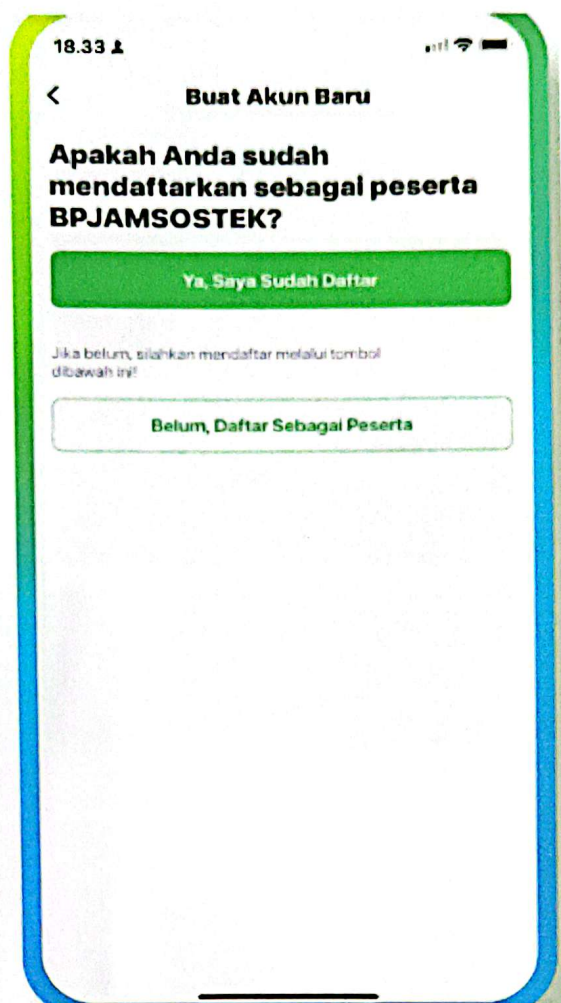 18.33
Buat Akun Baru
Apakah Anda sudah
mendaftarkan sebagai peserta
BPJAMSOSTEK?
Ya, Saya Sudah Daftar
Jika belum, silahkan mendaftar melalui tombol
dibawah ini!
Belum, Daftar Sebagai Peserta